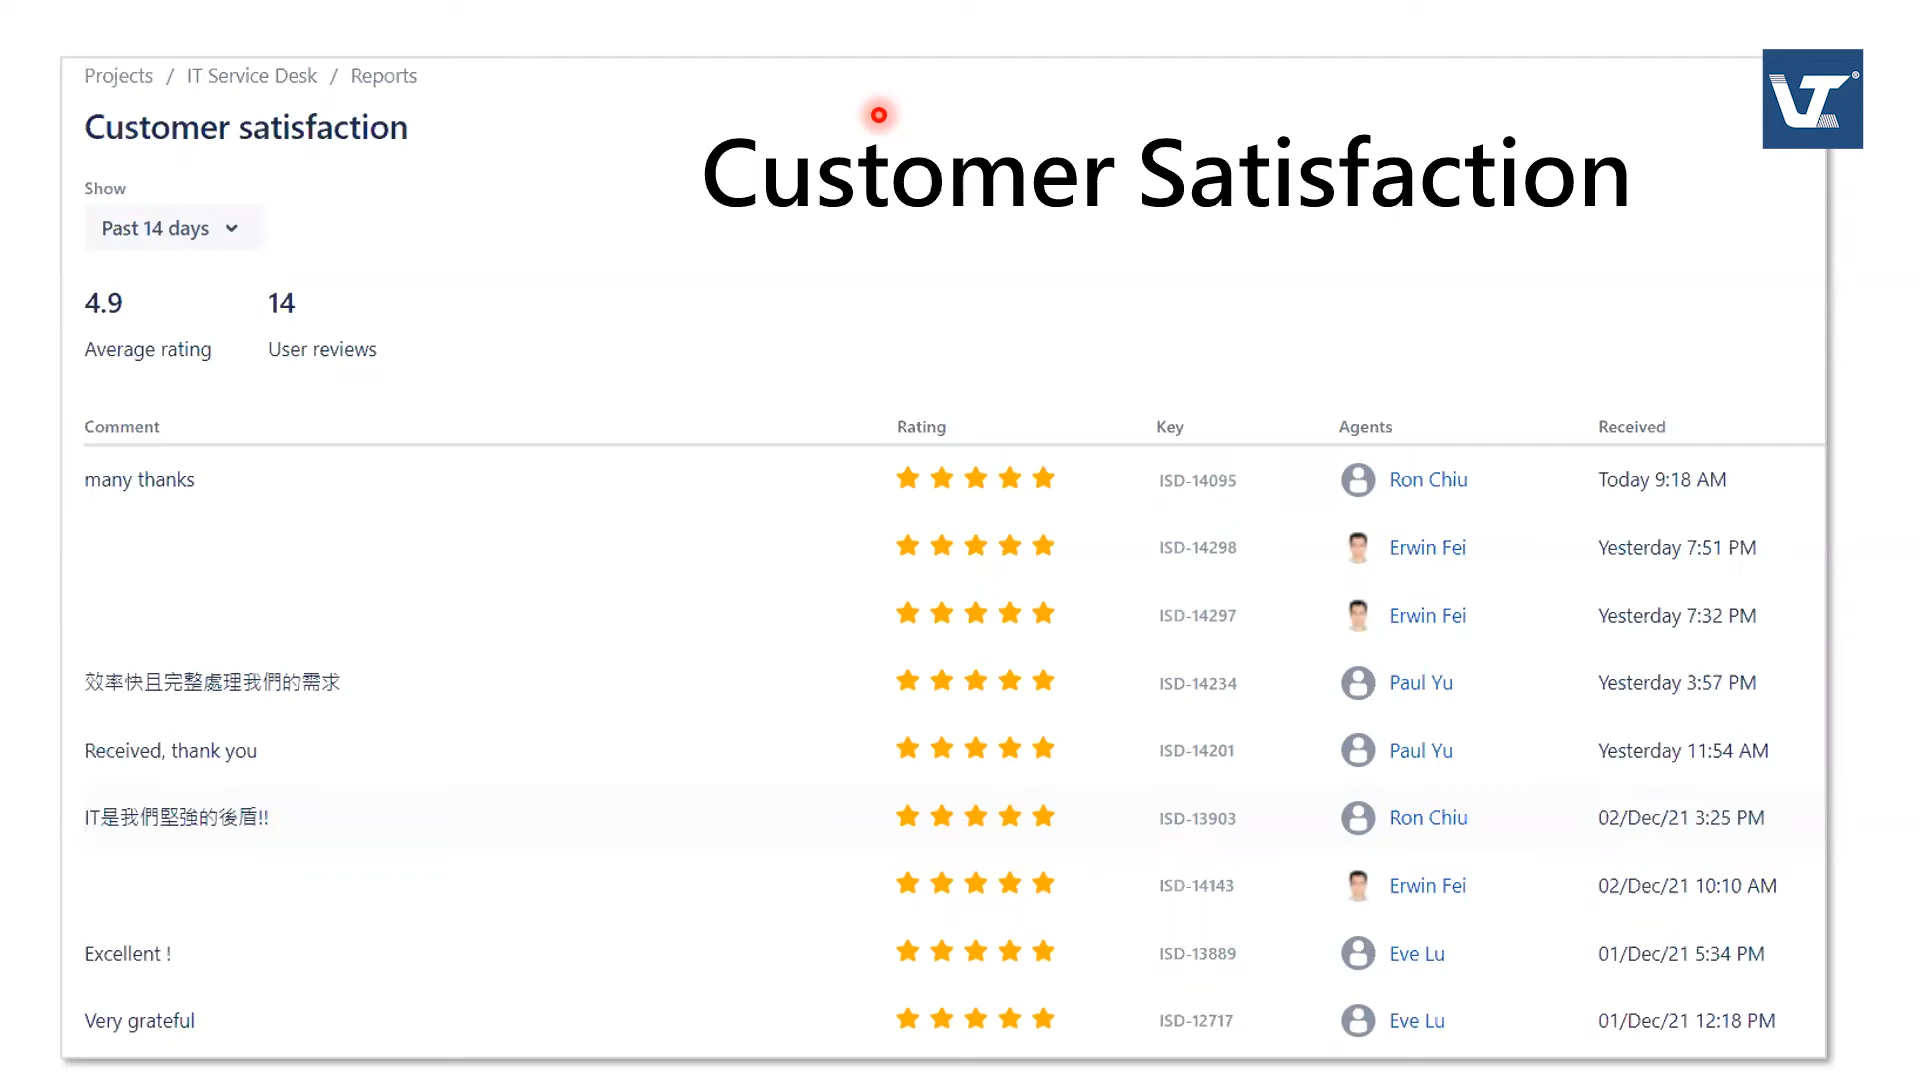 Projects / IT Service Desk / Reports
Customer satisfaction
Customer Satisfaction
Show
Past 14 days
4.9 14
Average rating User reviews
Comment Rating Key Agents Received
many thanks ISD-14095 Ron Chiu Today 9:18 AM
ISD-14298 Erwin Fei Yesterday 7:51 PM
ISD-14297 Erwin Fei Yesterday 7:32 PM
效率快且完整處理我們的需求 ISD-14234 Paul Yu Yesterday 3:57 PM
Received, thank you ISD-14201 Paul Yu Yesterday 11:54 AM
IT是我們堅強的後盾!! ISD-13903 Ron Chiu 02/Dec/21 3:25 PM
ISD-14143 Erwin Fei 02/Dec/21 10:10 AM
Excellent ! ISD-13889 Eve Lu 01/Dec/21 5:34 PM
Very grateful ISD-12717 Eve Lu 01/Dec/21 12:18 PM